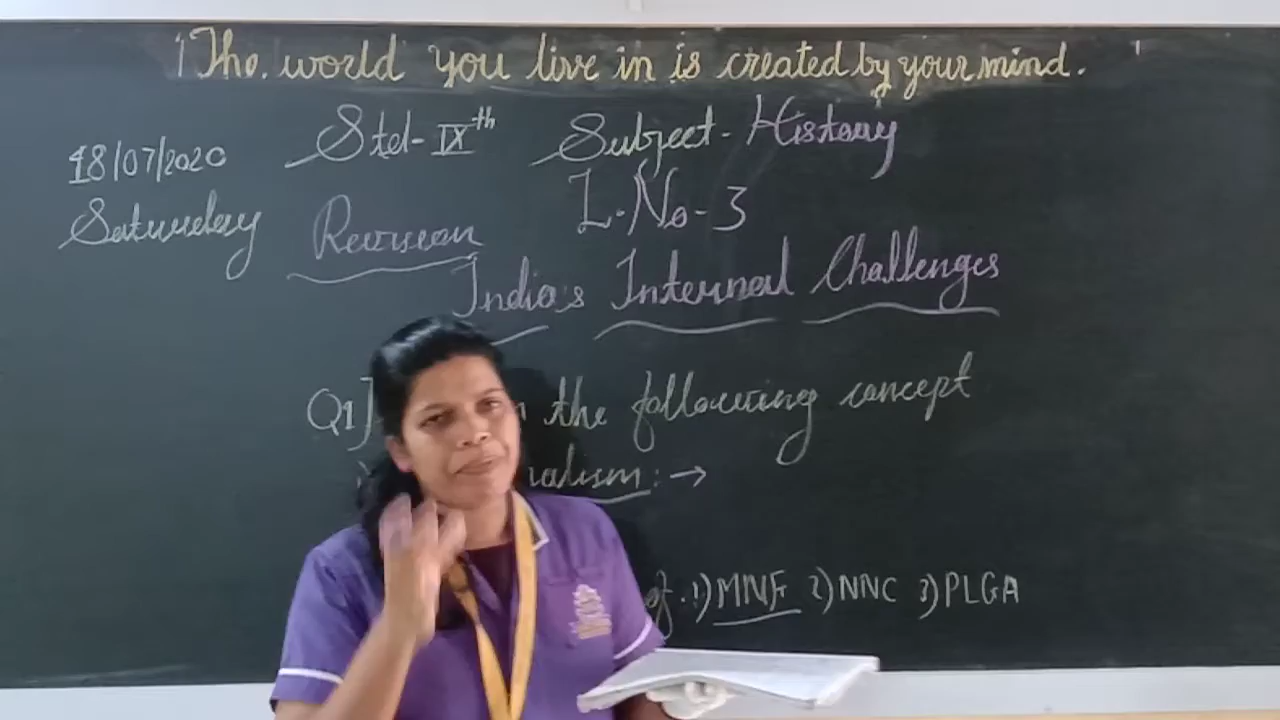 The world you live in is created by your mind.
18/07/2020 Std-IXth Subject-History
Saturday Revision L.No-3
India's Internal Challenges
Q1] the following concept
:→
of. 1) MNF 2) NNC 3) PLGA